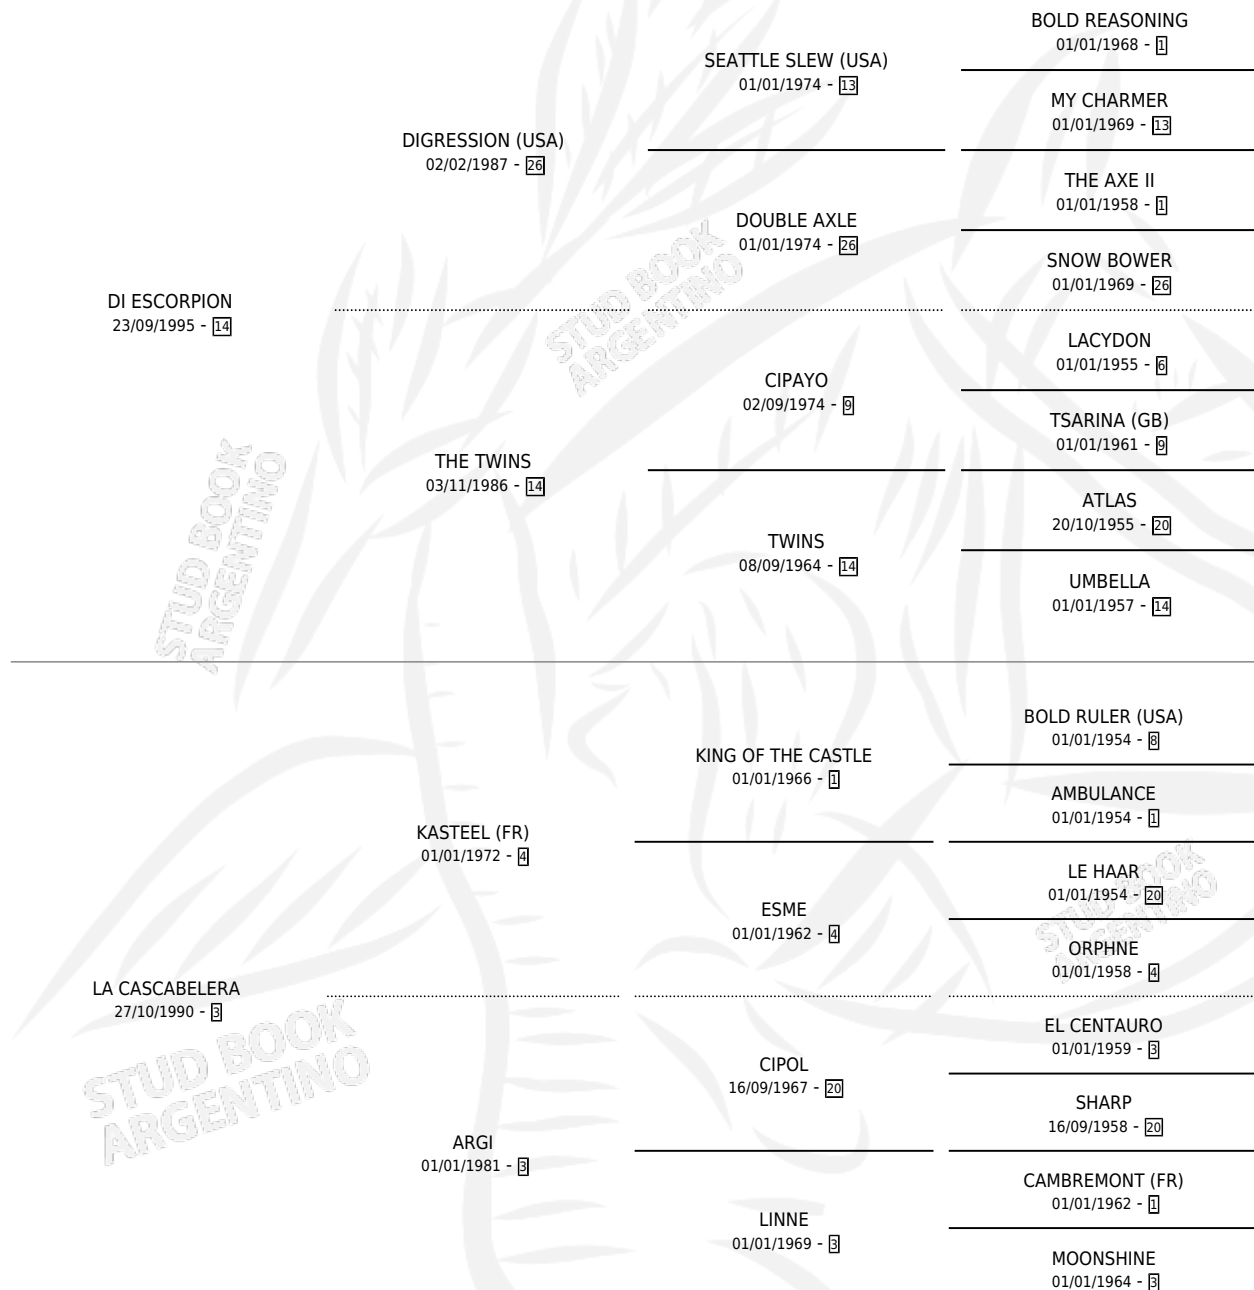 BOLD REASONING
01/01/1968 - 1
SEATTLE SLEW (USA)
01/01/1974 - 13
MY CHARMER
01/01/1969 - 13
DIGRESSION (USA)
02/02/1987 - 26
THE AXE II
01/01/1958 - 1
DOUBLE AXLE
01/01/1974 - 26
SNOW BOWER
01/01/1969 - 26
STUD BOOK
ARGENTINO
DI ESCORPION
23/09/1995 - 14
LACYDON
01/01/1955 - 6
CIPAYO
02/09/1974 - 9
TSARINA (GB)
01/01/1961 - 9
THE TWINS
03/11/1986 - 14
ATLAS
20/10/1955 - 20
TWINS
08/09/1964 - 14
UMBELLA
01/01/1957 - 14
STUD BOOK
ARGENTINO
BOLD RULER (USA)
01/01/1954 - 8
KING OF THE CASTLE
01/01/1966 - 1
AMBULANCE
01/01/1954 - 1
KASTEEL (FR)
01/01/1972 - 4
LE HAAR
01/01/1954 - 20
ESME
01/01/1962 - 4
ORPHNE
01/01/1958 - 4
STUD BOOK
ARGENTINO
LA CASCABELERA
27/10/1990 - 3
EL CENTAURO
01/01/1959 - 3
CIPOL
16/09/1967 - 20
SHARP
16/09/1958 - 20
STUD BOOK
ARGENTINO
ARGI
01/01/1981 - 3
CAMBREMONT (FR)
01/01/1962 - 1
LINNE
01/01/1969 - 3
MOONSHINE
01/01/1964 - 3